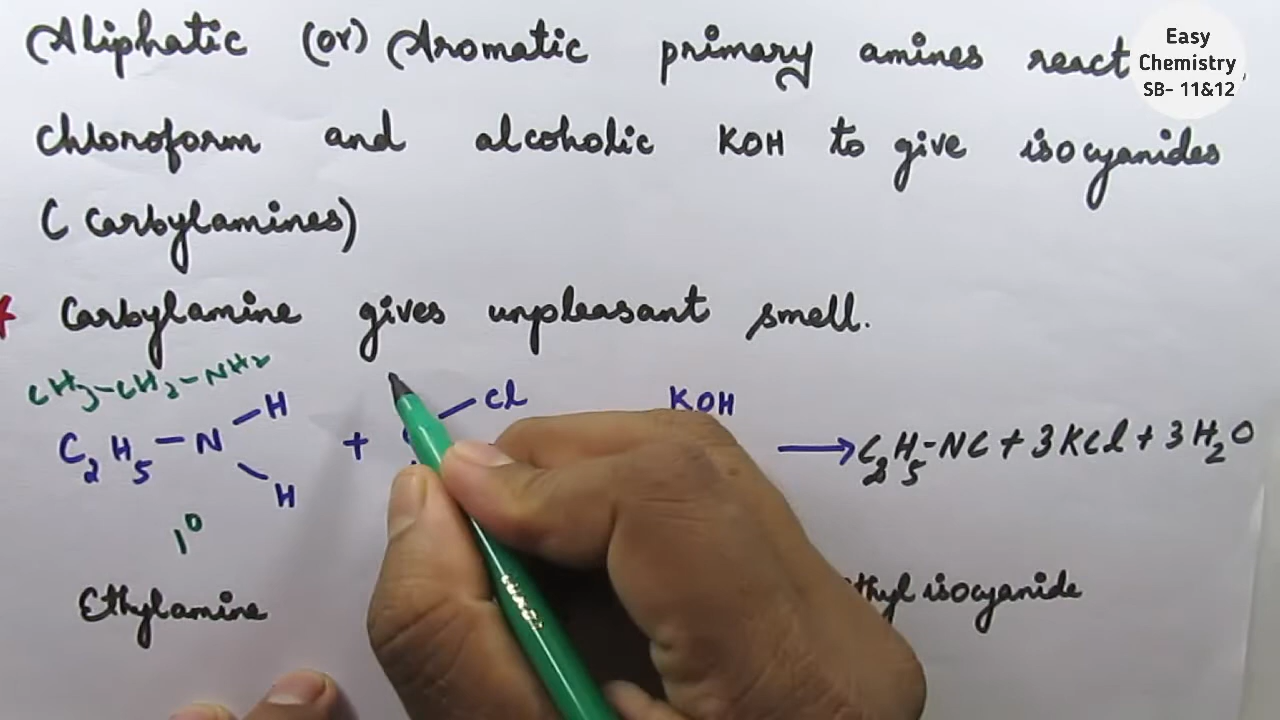 Aliphatic (or) Aromatic primary amines react
Easy
Chemistry
SB- 11&12
chloroform and alcoholic KOH to give isocyanides
(Carbylamines)
Carbylamine gives unpleasant smell.
CH3-CH2-NH2
H Cl KOH
C2H5-N + → C2H5-NC + 3KCl + 3H2O
H
1°
Ethylamine isocyanide